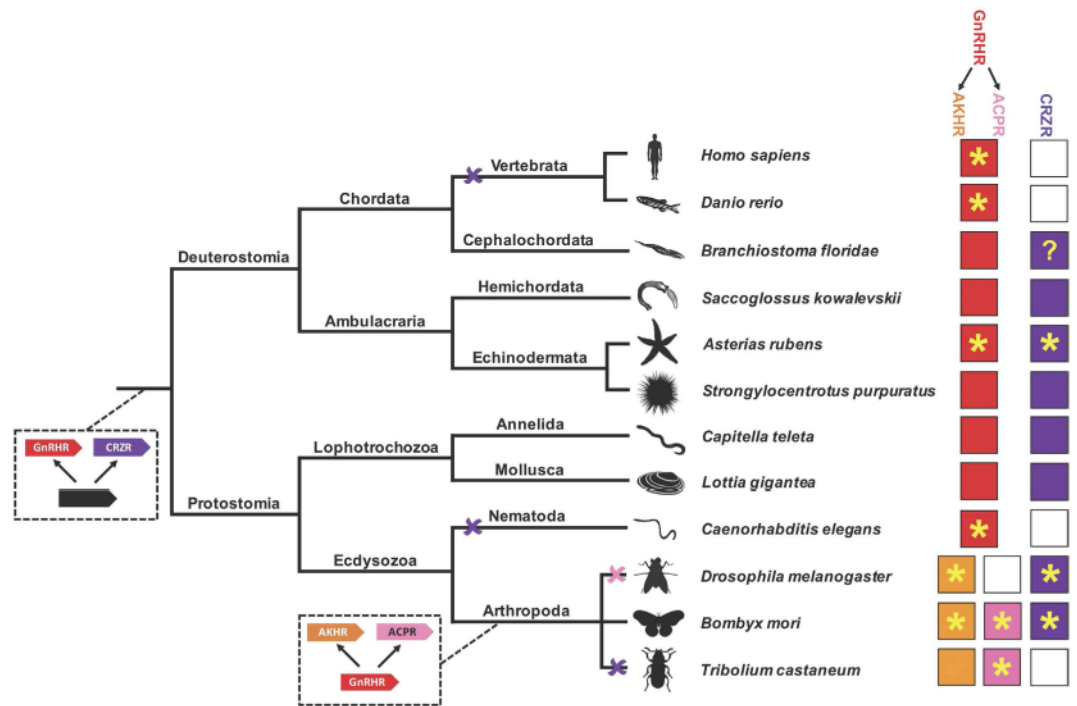 GnRHR
AKHR
ACPR
CRZR
Vertebrata
Homo sapiens
*
Chordata
Danio rerio
*
Cephalochordata
Branchiostoma floridae
?
Deuterostomia
Hemichordata
Saccoglossus kowalevskii
Ambulacraria
Asterias rubens
* *
Echinodermata
Strongylocentrotus purpuratus
GnRHR CRZR
Annelida
Capitella teleta
Lophotrochozoa
Mollusca
Lottia gigantea
Protostomia
Nematoda
Caenorhabditis elegans
*
Ecdysozoa
Drosophila melanogaster
* *
Arthropoda
Bombyx mori
* * *
AKHR ACPR
GnRHR
Tribolium castaneum
*